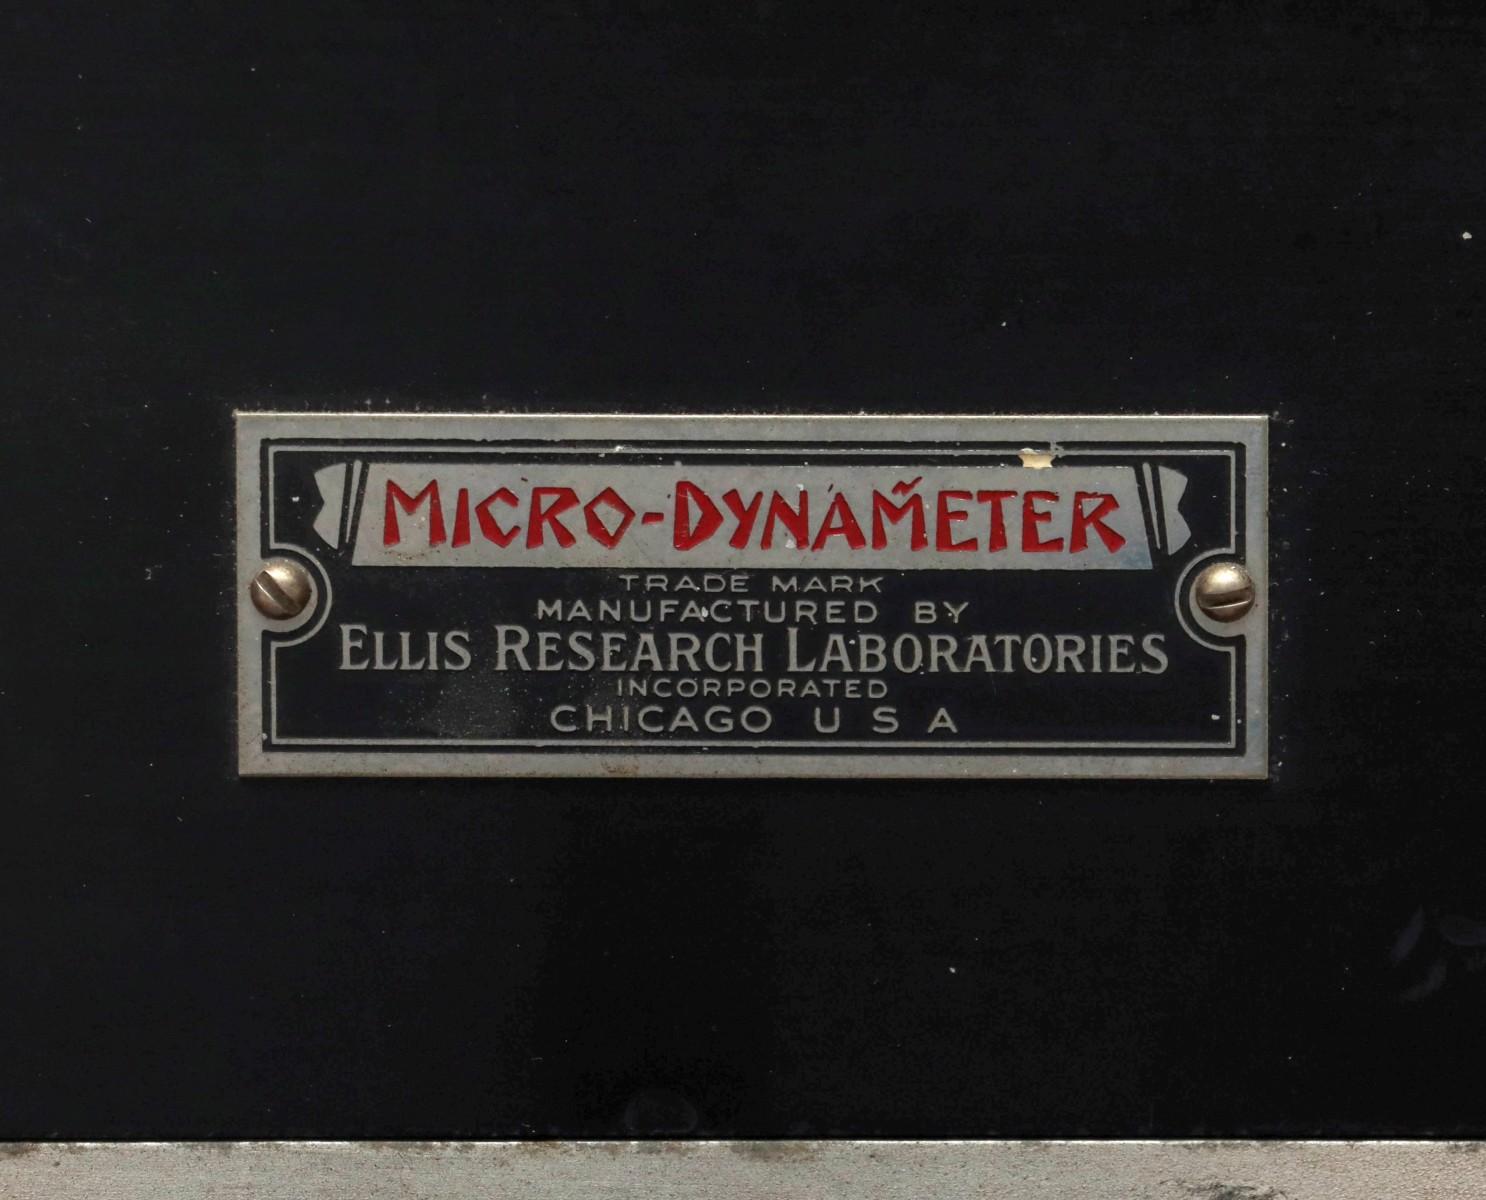 MICRO-DYNAMETER
TRADE MARK
MANUFACTURED BY
ELLIS RESEARCH LABORATORIES
INCORPORATED
CHICAGO U S A